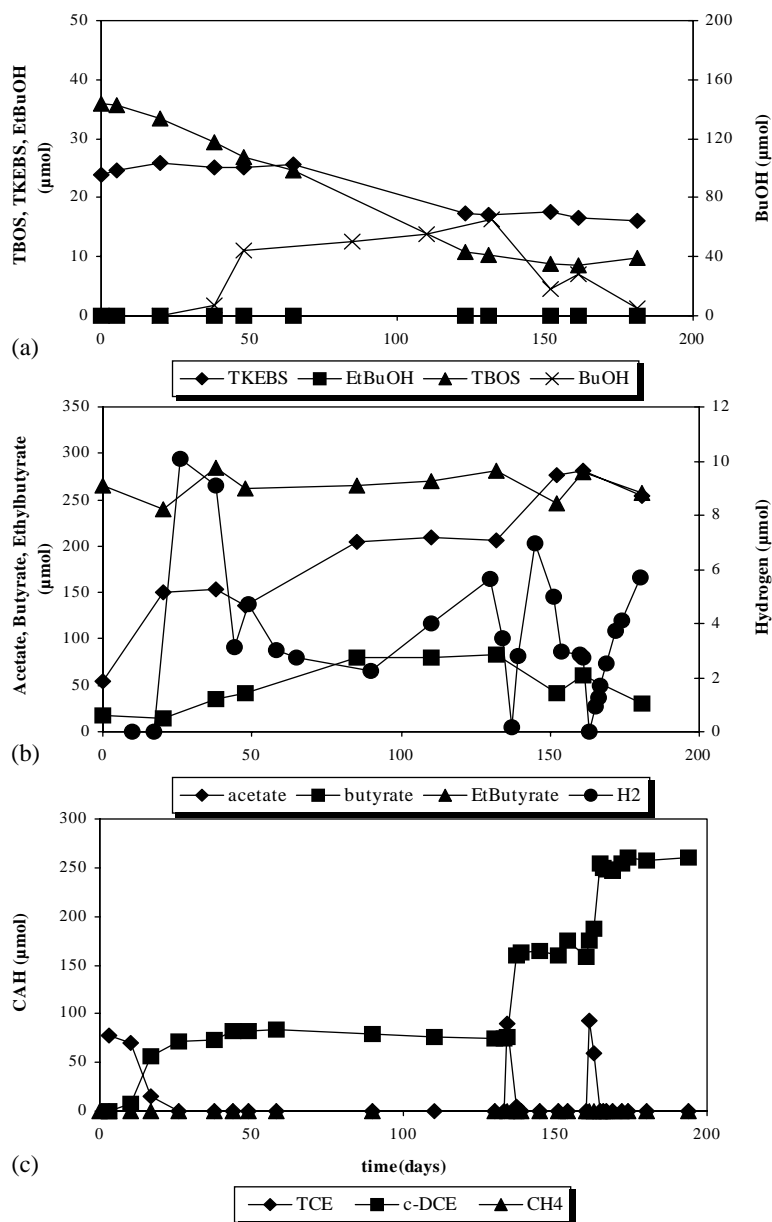 50
40
30
20
10
0
200
160
120
80
40
0
TBOS, TKEBS, EtBuOH
(µmol)
BuOH (µmol)
0
50
100
150
200
(a)
TKEBS
EtBuOH
TBOS
BuOH
350
300
250
200
150
100
50
0
12
10
8
6
4
2
0
Acetate, Butyrate, Ethylbutyrate
(µmol)
Hydrogen (µmol)
0
50
100
150
200
(b)
acetate
butyrate
EtButyrate
H2
300
250
200
150
100
50
0
CAH (µmol)
0
50
100
150
200
(c)
time(days)
TCE
c-DCE
CH4